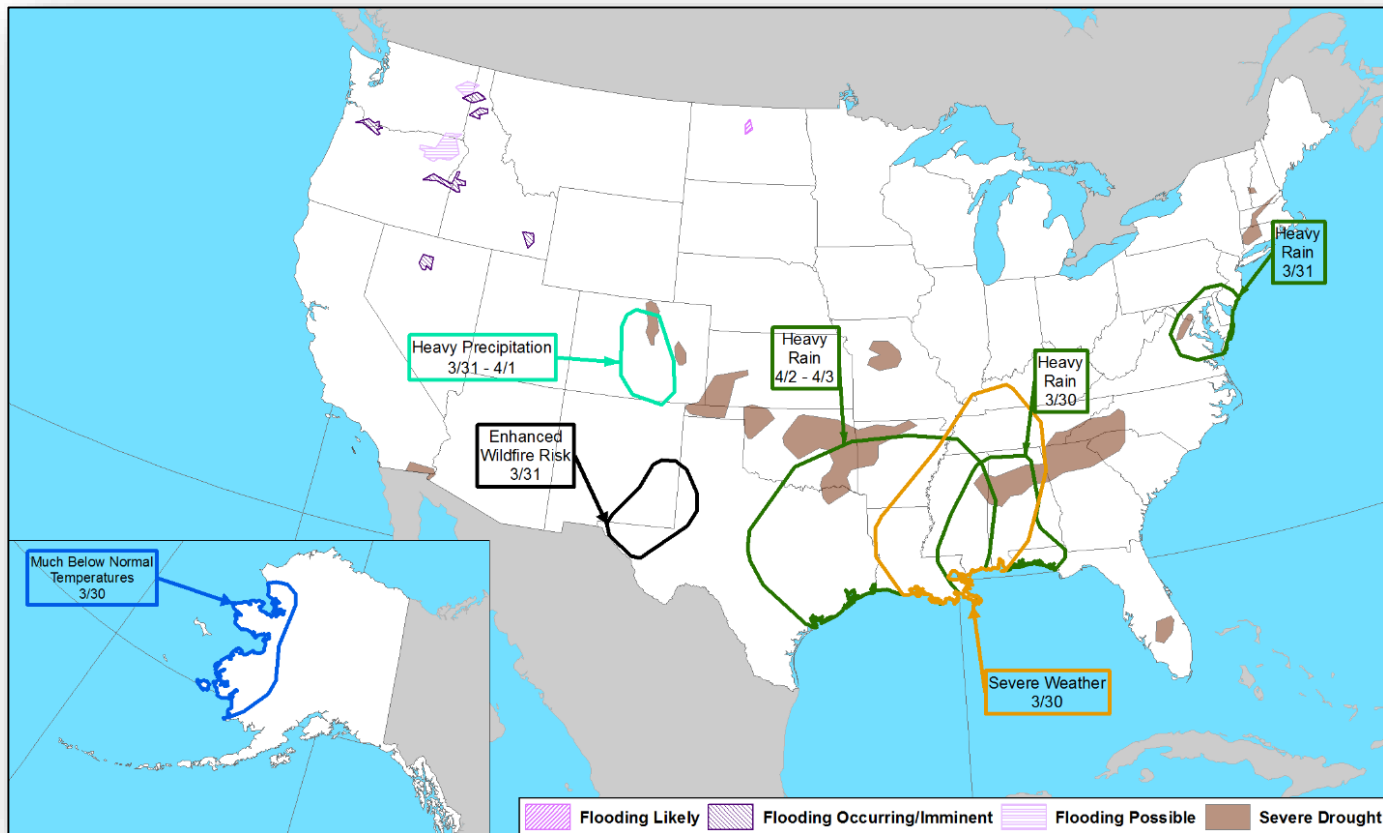 Heavy
Rain
3/31
Heavy Precipitation
3/31 - 4/1
Heavy
Rain
4/2 - 4/3
Heavy
Rain
3/30
Enhanced
Wildfire Risk
3/31
Much Below Normal
Temperatures
3/30
Severe Weather
3/30
Flooding Likely
Flooding Occurring/Imminent
Flooding Possible
Severe Drought